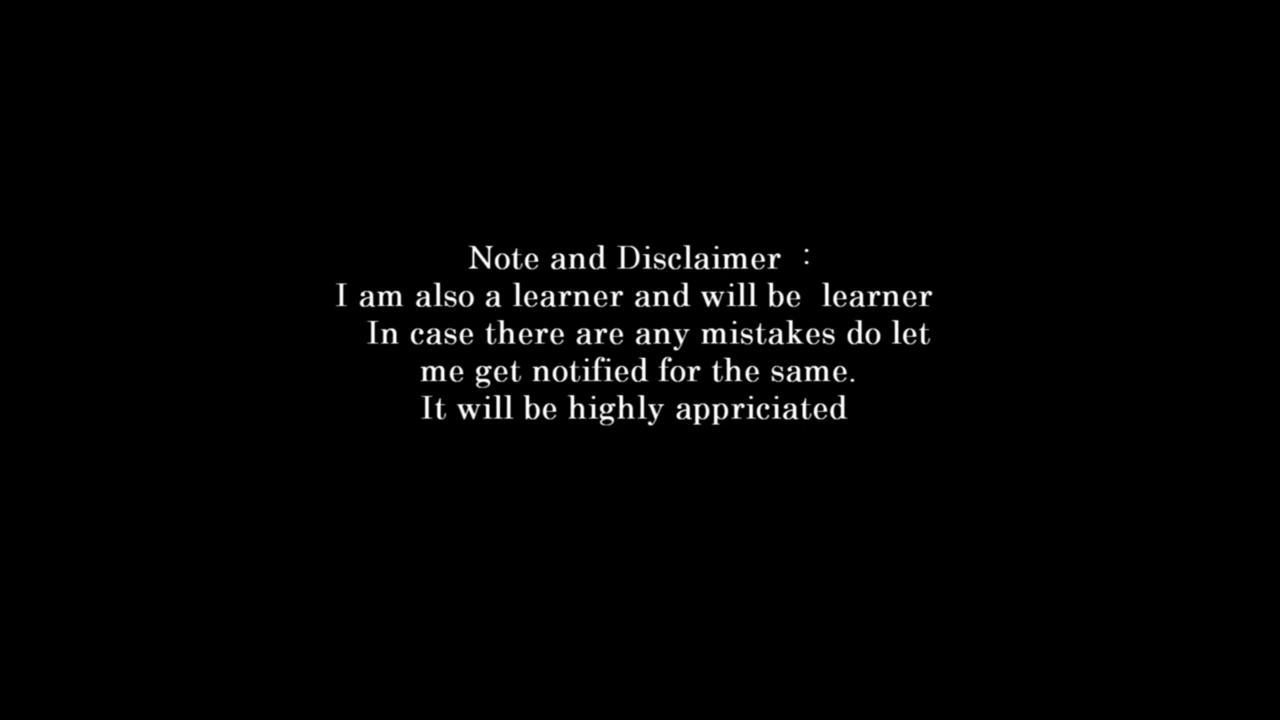 Note and Disclaimer :
I am also a learner and will be learner
In case there are any mistakes do let
me get notified for the same.
It will be highly appriciated